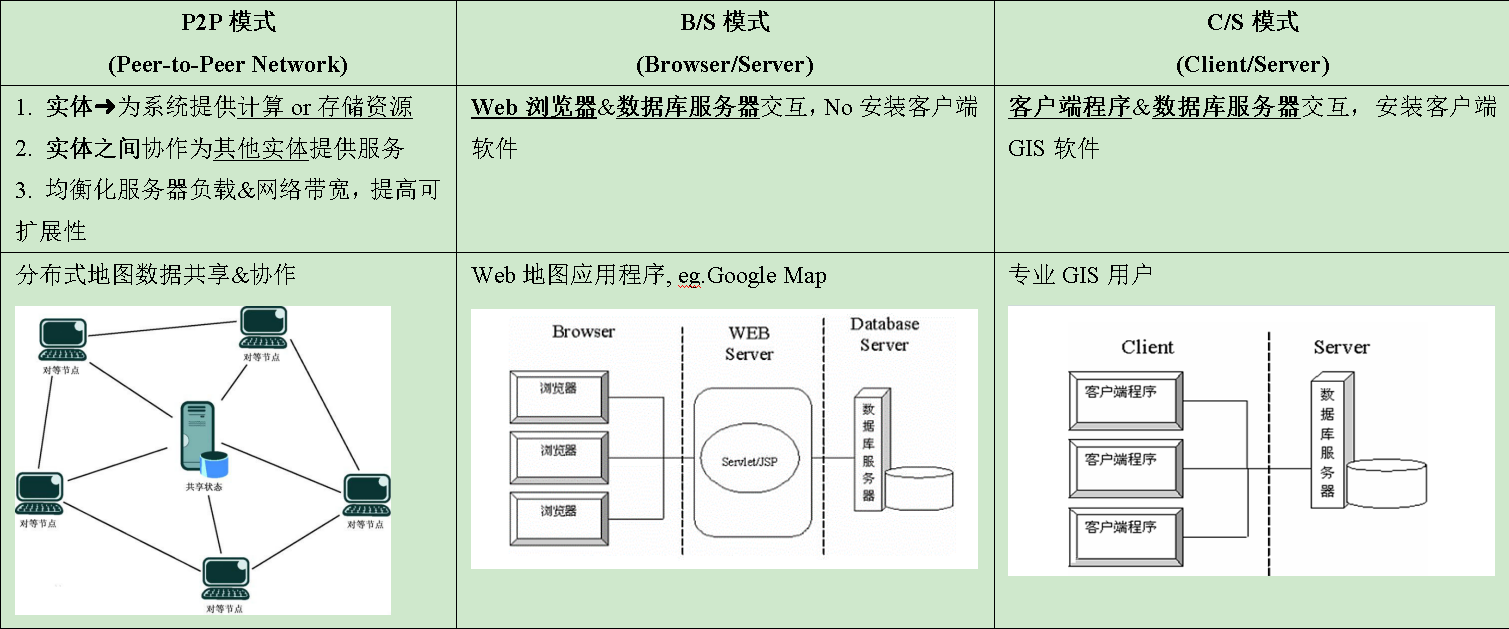 P2P 模式
(Peer-to-Peer Network)
B/S 模式
(Browser/Server)
C/S 模式
(Client/Server)
1. 实体➜为系统提供计算 or 存储资源
2. 实体之间协作为其他实体提供服务
3. 均衡化服务器负载&网络带宽，提高可
扩展性
Web 浏览器&数据库服务器交互，No 安装客户端
软件
客户端程序&数据库服务器交互，安装客户端
GIS 软件
分布式地图数据共享&协作
对等节点
对等节点
共享状态
对等节点
对等节点
对等节点
Web 地图应用程序, eg.Google Map
Browser
WEB
Server
Database
Server
浏览器
浏览器
浏览器
Servlet/JSP
数据库服务器
专业 GIS 用户
Client
Server
客户端程序
客户端程序
客户端程序
数据库服务器